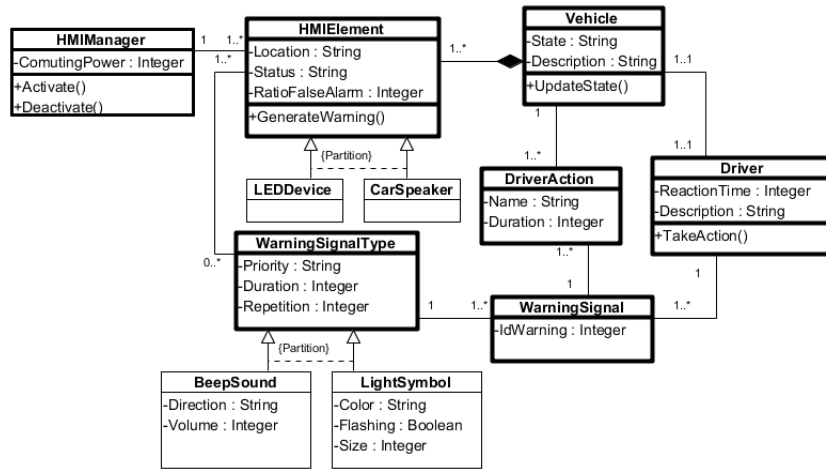 HMIManager
-ComutingPower : Integer
+Activate()
+Deactivate()
1
1..*
HMIElement
-Location : String
-Status : String
-RatioFalseAlarm : Integer
+GenerateWarning()
1..*
1..*
Vehicle
-State : String
-Description : String
+UpdateState()
1..1
1
{Partition}
LEDDevice
CarSpeaker
1..*
1..1
DriverAction
-Name : String
-Duration : Integer
Driver
-ReactionTime : Integer
-Description : String
+TakeAction()
WarningSignalType
-Priority : String
-Duration : Integer
-Repetition : Integer
0..*
1..*
1
1
1
1..*
WarningSignal
-IdWarning : Integer
1..*
{Partition}
BeepSound
-Direction : String
-Volume : Integer
LightSymbol
-Color : String
-Flashing : Boolean
-Size : Integer